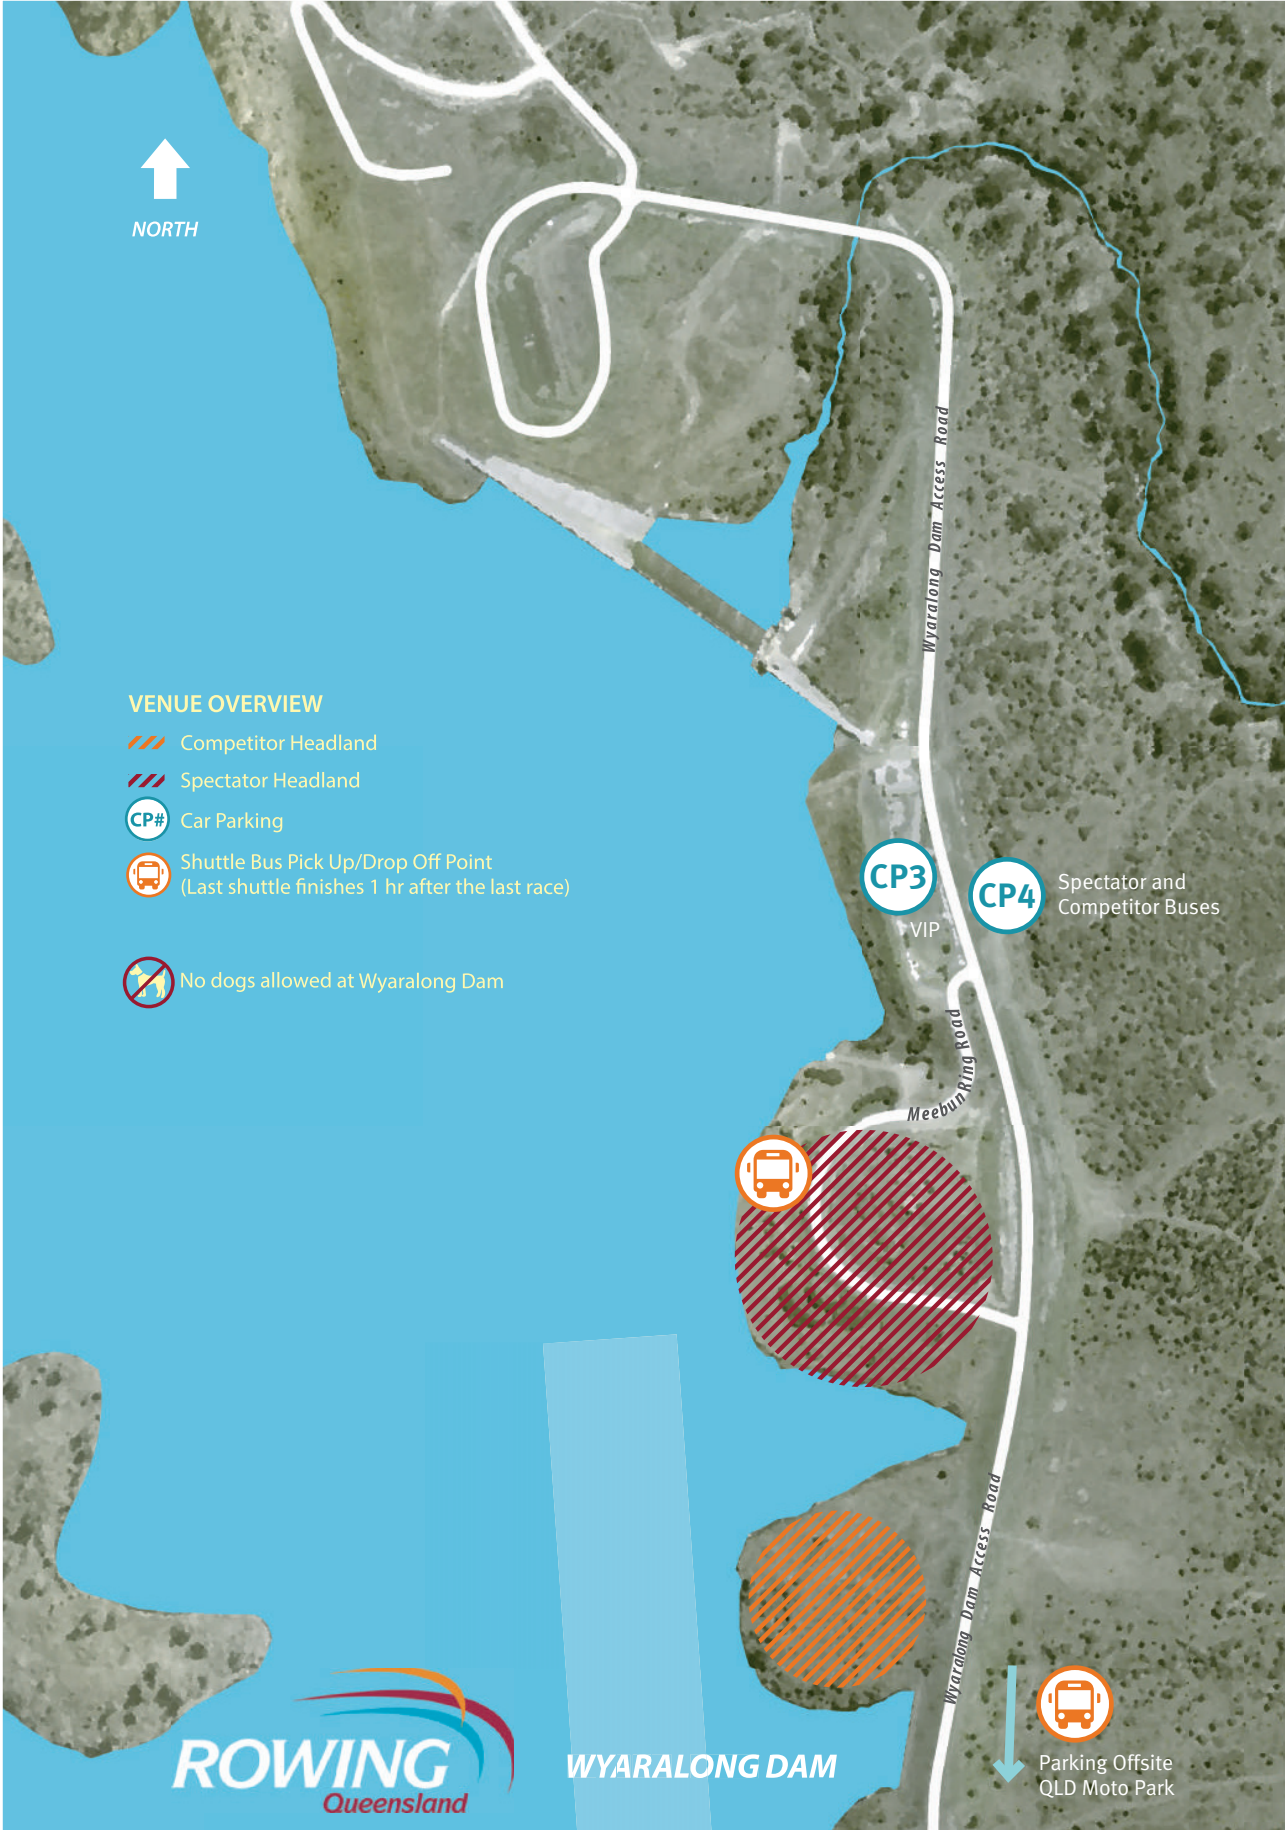 NORTH
Wyaralong Dam Access Road
VENUE OVERVIEW
Competitor Headland
Spectator Headland
CP#
Car Parking
Shuttle Bus Pick Up/Drop Off Point
(Last shuttle finishes 1 hr after the last race)
No dogs allowed at Wyaralong Dam
CP3
VIP
CP4
Spectator and
Competitor Buses
Meebun Ring Road
Wyaralong Dam Access Road
ROWING
Queensland
WYARALONG DAM
Parking Offsite
QLD Moto Park